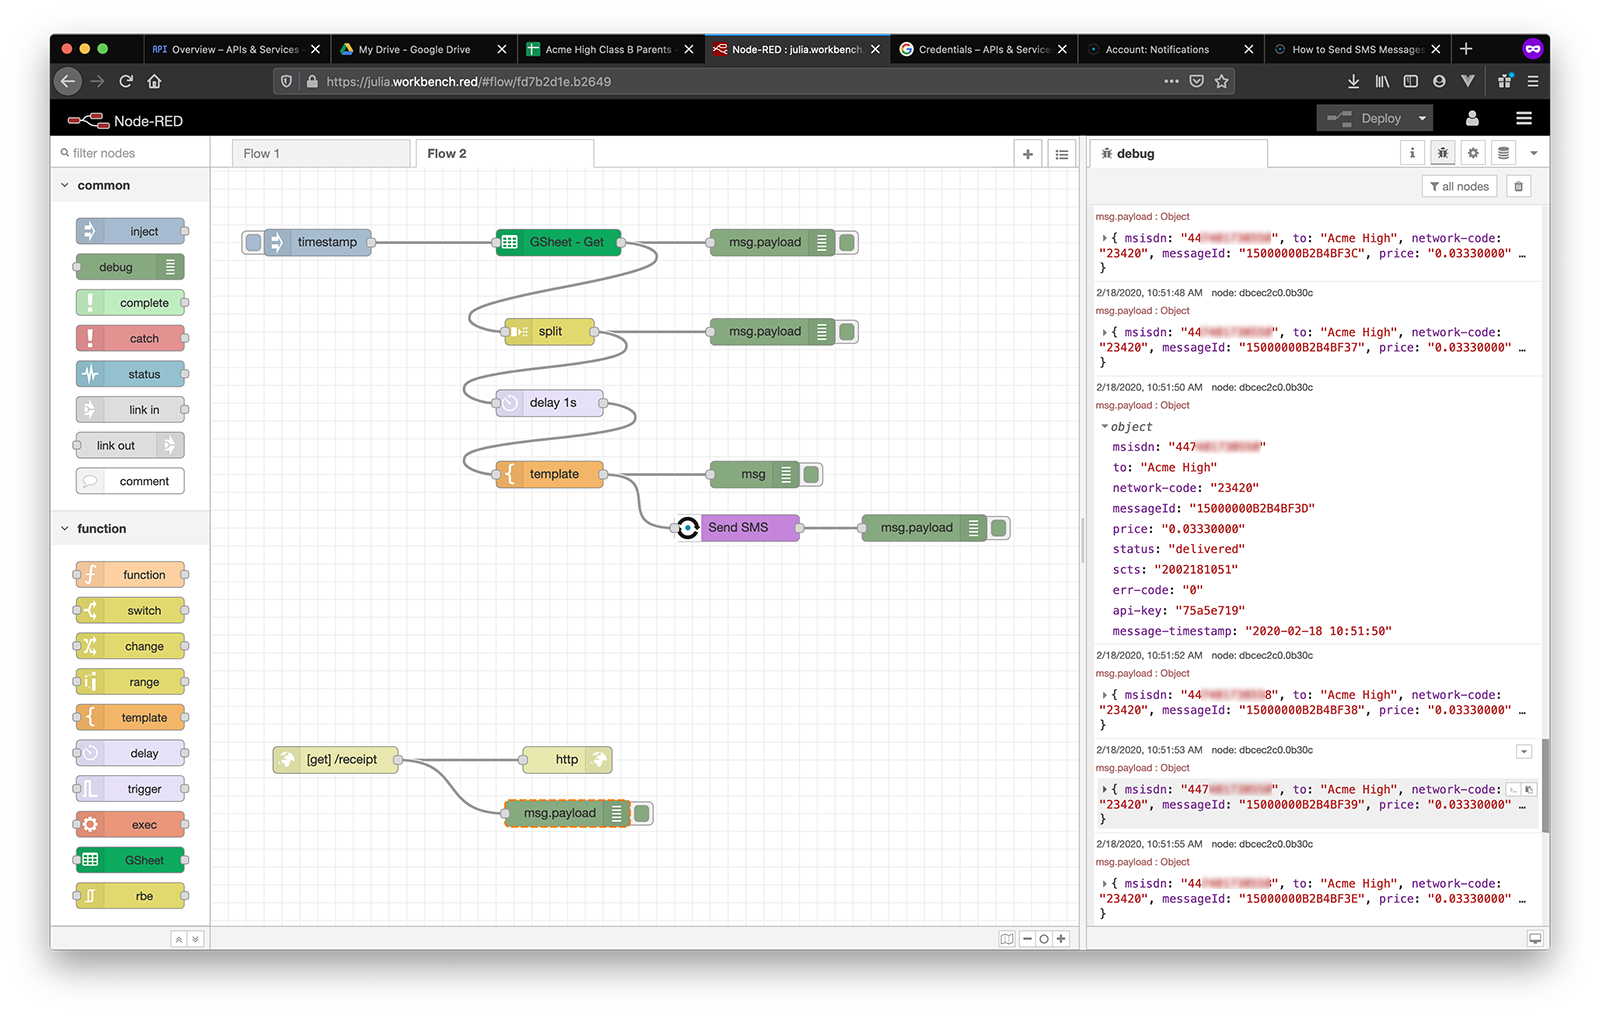 API Overview – APIs & Services
My Drive - Google Drive
Acme High Class B Parents -
Node-RED : julia.workbench.
Credentials – APIs & Service
Account: Notifications
How to Send SMS Messages
https://julia.workbench.red/#flow/fd7b2d1e.b2649
Node-RED
Deploy
filter nodes
common
inject
debug
complete
catch
status
link in
link out
comment
function
function
switch
change
range
template
delay
trigger
exec
GSheet
rbe
Flow 1
Flow 2
timestamp
GSheet - Get
msg.payload
split
msg.payload
delay 1s
template
msg
Send SMS
msg.payload
[get] /receipt
http
msg.payload
debug
all nodes
msg.payload : Object
{ msisdn: "44", to: "Acme High", network-code:
"23420", messageId: "15000000B2B4BF3C", price: "0.03330000" …
}
2/18/2020, 10:51:48 AM node: dbcec2c0.0b30c
msg.payload : Object
{ msisdn: "44", to: "Acme High", network-code:
"23420", messageId: "15000000B2B4BF37", price: "0.03330000" …
}
2/18/2020, 10:51:50 AM node: dbcec2c0.0b30c
msg.payload : Object
object
msisdn: "447"
to: "Acme High"
network-code: "23420"
messageId: "15000000B2B4BF3D"
price: "0.03330000"
status: "delivered"
scts: "2002181051"
err-code: "0"
api-key: "75a5e719"
message-timestamp: "2020-02-18 10:51:50"
2/18/2020, 10:51:52 AM node: dbcec2c0.0b30c
msg.payload : Object
{ msisdn: "448", to: "Acme High", network-code:
"23420", messageId: "15000000B2B4BF38", price: "0.03330000" …
}
2/18/2020, 10:51:53 AM node: dbcec2c0.0b30c
msg.payload : Object
{ msisdn: "447", to: "Acme High", network-code:
"23420", messageId: "15000000B2B4BF39", price: "0.03330000" …
}
2/18/2020, 10:51:55 AM node: dbcec2c0.0b30c
msg.payload : Object
{ msisdn: "44", to: "Acme High", network-code:
"23420", messageId: "15000000B2B4BF3E", price: "0.03330000" …
}